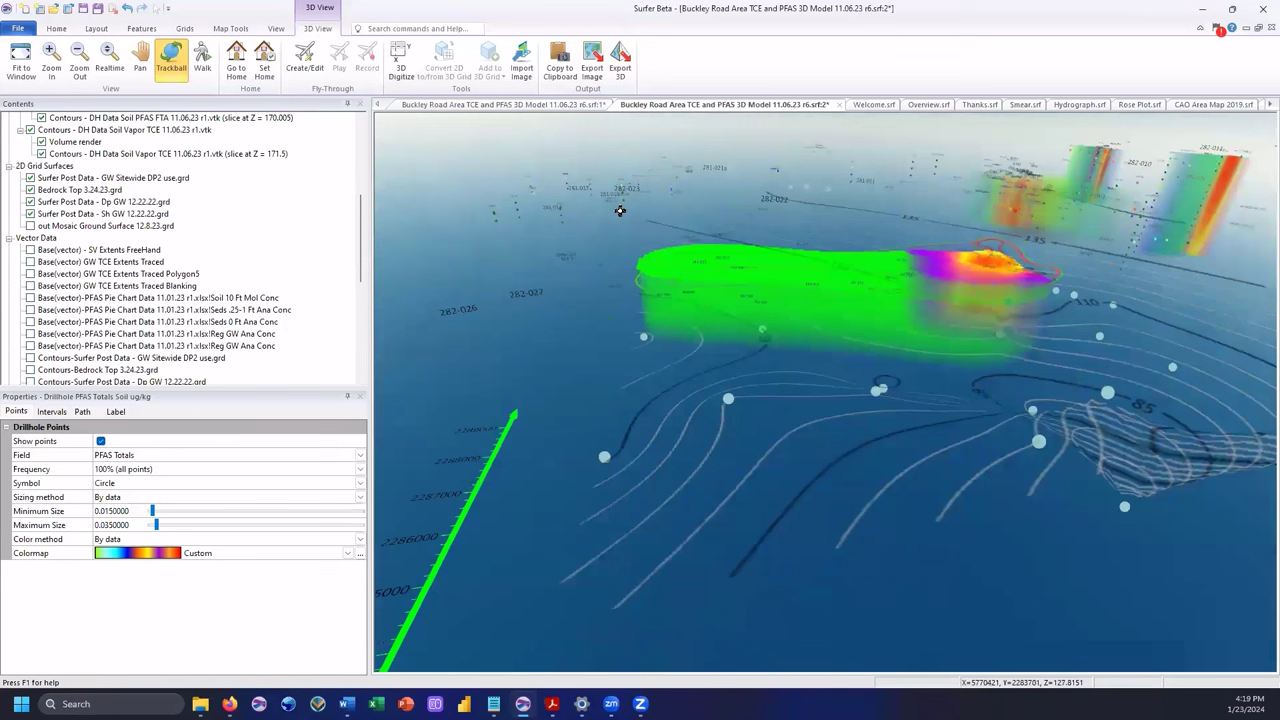 3D View
Surfer Beta - [Buckley Road Area TCE and PFAS 3D Model 11.06.23 r6.srf:2*]
File
Home
Layout
Features
Grids
Map Tools
View
3D View
Search commands and Help...
Fit to Window
Zoom In
Zoom Out
Realtime
Pan
Trackball
Walk
Go to Home
Set Home
Create/Edit
Play
Record
3D Digitize
Convert 2D to/from 3D Grid
Add to 3D Grid
Import Image
Copy to Clipboard
Export Image
Export 3D
View
Home
Fly-Through
Tools
Output
Contents
Buckley Road Area TCE and PFAS 3D Model 11.06.23 r6.srf:1*
Buckley Road Area TCE and PFAS 3D Model 11.06.23 r6.srf:2*
Welcome.srf
Overview.srf
Thanks.srf
Smear.srf
Hydrograph.srf
Rose Plot.srf
CAO Area Map 2019.srf
Contours - DH Data Soil PFAS FTA 11.06.23 r1.vtk (slice at Z = 170.005)
Contours - DH Data Soil Vapor TCE 11.06.23 r1.vtk
Volume render
Contours - DH Data Soil Vapor TCE 11.06.23 r1.vtk (slice at Z = 171.5)
2D Grid Surfaces
Surfer Post Data - GW Sitewide DP2 use.grd
Bedrock Top 3.24.23.grd
Surfer Post Data - Dp GW 12.22.22.grd
Surfer Post Data - Sh GW 12.22.22.grd
out Mosaic Ground Surface 12.8.23.grd
Vector Data
Base(vector) - SV Extents FreeHand
Base(vector) GW TCE Extents Traced
Base(vector) GW TCE Extents Traced Polygon5
Base(vector) GW TCE Extents Traced Blanking
Base(vector)-PFAS Pie Chart Data 11.01.23 v1.xlsx!Soil 10 Ft Mol Conc
Base(vector)-PFAS Pie Chart Data 11.01.23 v1.xlsx!Seds .25-1 Ft Ana Conc
Base(vector)-PFAS Pie Chart Data 11.01.23 v1.xlsx!Seds 0 Ft Ana Conc
Base(vector)-PFAS Pie Chart Data 11.01.23 v1.xlsx!Reg GW Ana Conc
Base(vector)-PFAS Pie Chart Data 11.01.23 v1.xlsx!Reg GW Ana Conc
Contours-Surfer Post Data - GW Sitewide DP2 use.grd
Contours-Bedrock Top 3.24.23.grd
Contours-Surfer Post Data - Dp GW 12.22.22.grd
282-023
282-022
282-010
135
282-027
282-026
110
85
2288000
2287000
2286000
5000
Properties - Drillhole PFAS Totals Soil ug/kg
Points
Intervals
Path
Label
Drillhole Points
Show points
Field PFAS Totals
Frequency 100% (all points)
Symbol Circle
Sizing method By data
Minimum Size 0.0150000
Maximum Size 0.0350000
Color method By data
Colormap Custom
Press F1 for Help
X=5770421, Y=2283701, Z=127.8151
Search
4:19 PM
1/23/2024